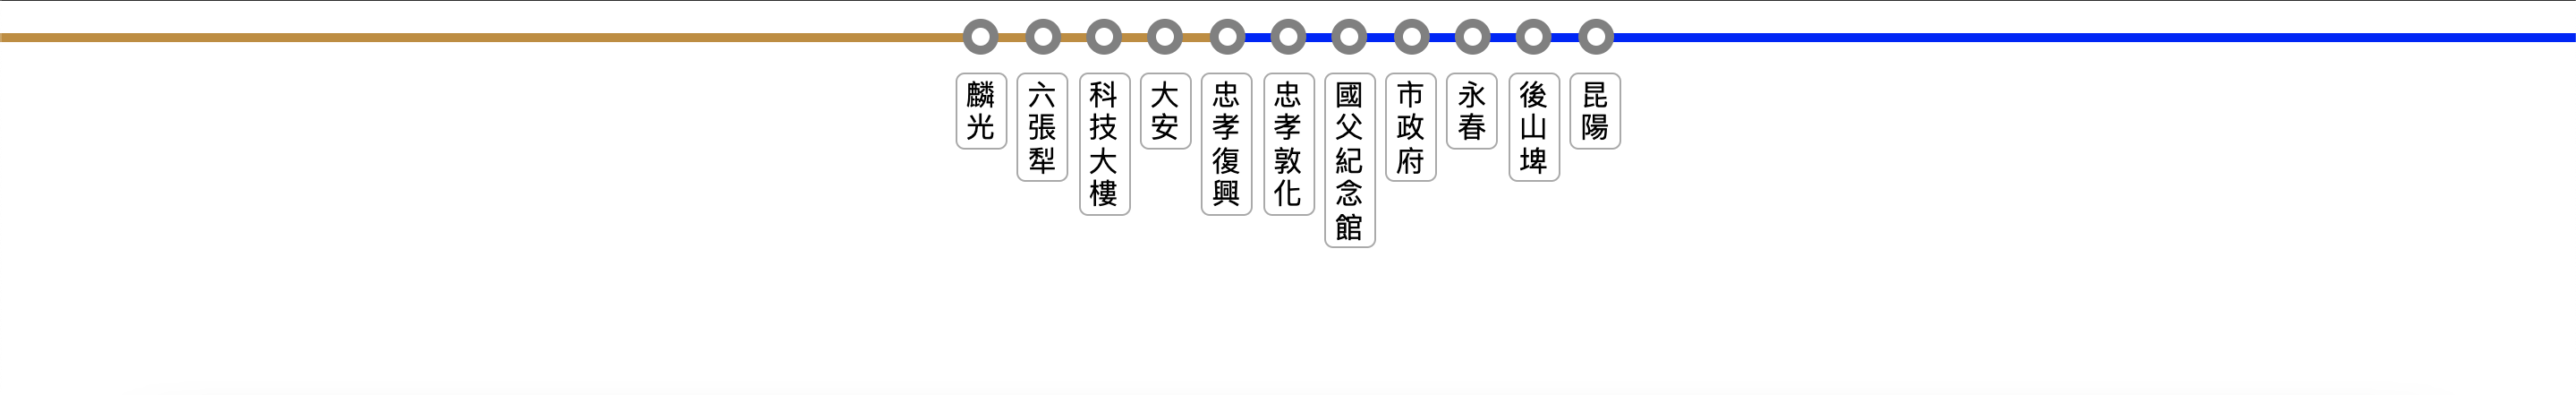 麟光
六張犁
科技大樓
大安
忠孝復興
忠孝敦化
國父紀念館
市政府
永春
後山埤
昆陽